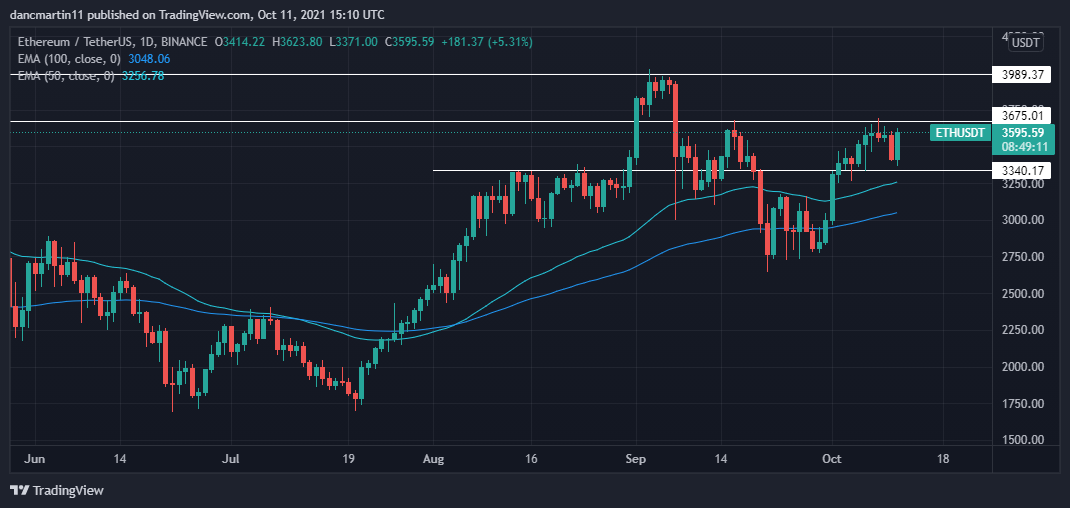 dancmartin11 published on TradingView.com, Oct 11, 2021 15:10 UTC
Ethereum / TetherUS, 1D, BINANCE O3414.22 H3623.80 L3371.00 C3595.59 +181.37 (+5.31%)
EMA (100, close, 0) 3048.06
EMA (50, close, 0) 3256.78
USDT
3989.37
3675.01
ETHUSDT 3595.59
08:49:11
3340.17
3250.00
3000.00
2750.00
2500.00
2250.00
2000.00
1750.00
1500.00
Jun 14 Jul 19 Aug 16 Sep 14 Oct 18
TradingView